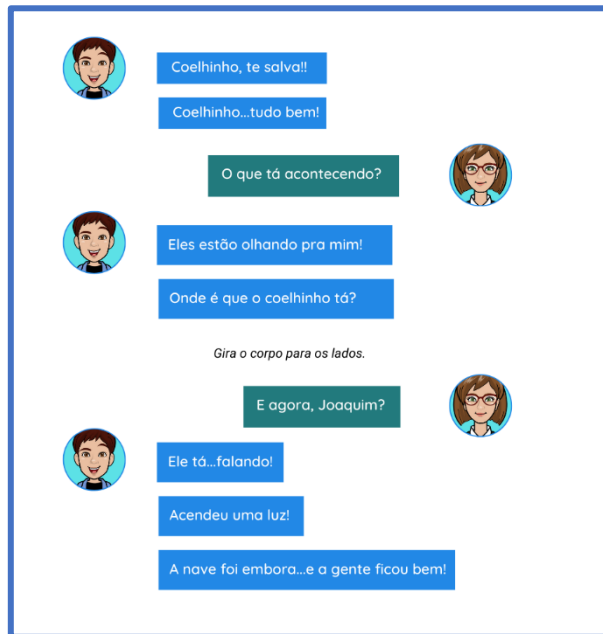 Coelhinho, te salva!!
Coelhinho...tudo bem!
O que tá acontecendo?
Eles estão olhando pra mim!
Onde é que o coelhinho tá?
Gira o corpo para os lados.
E agora, Joaquim?
Ele tá...falando!
Acendeu uma luz!
A nave foi embora...e a gente ficou bem!